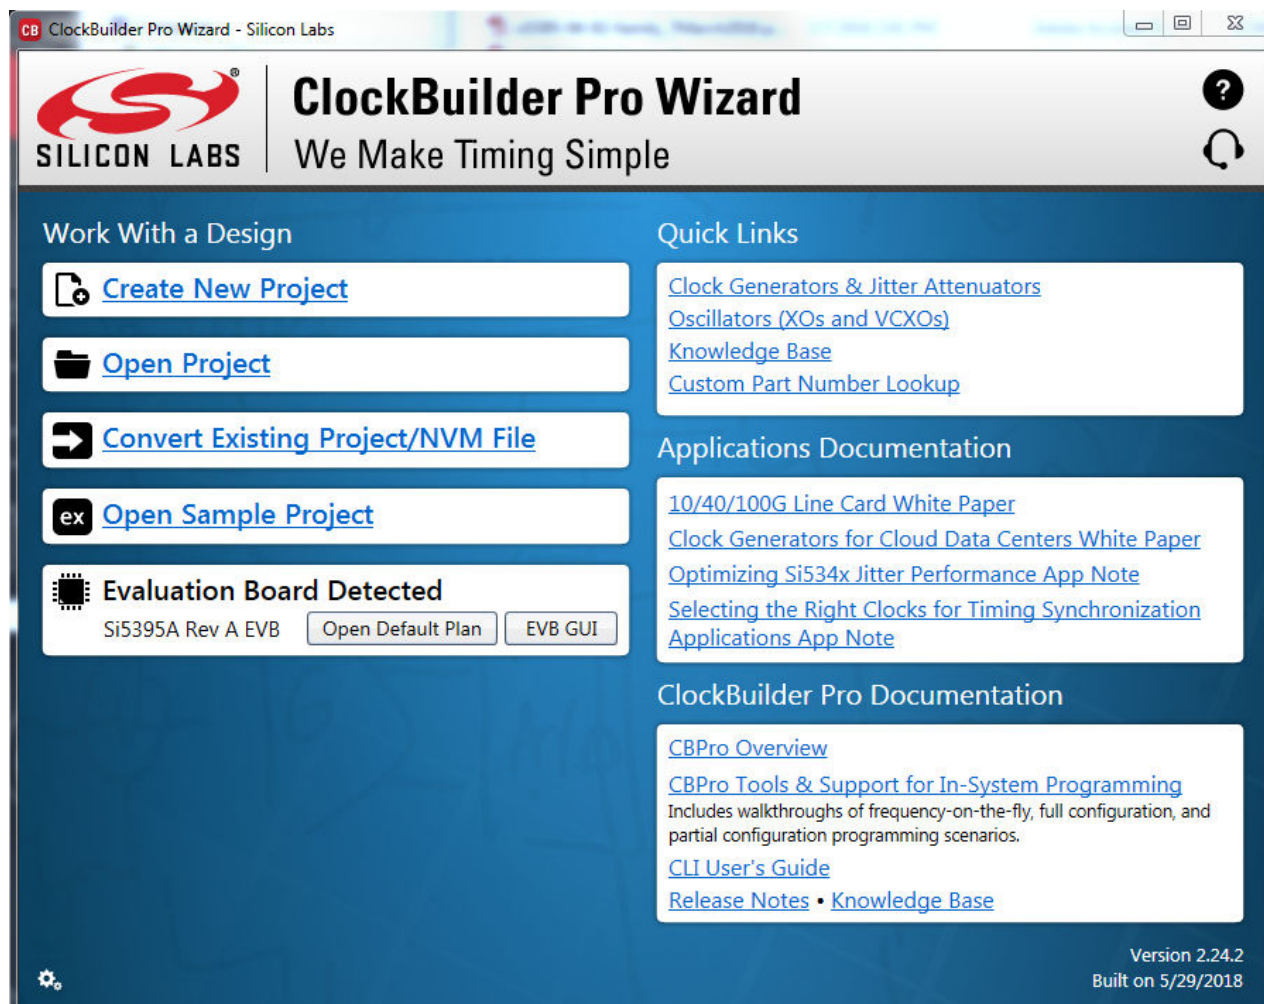 CB ClockBuilder Pro Wizard - Silicon Labs
SILICON LABS
®
ClockBuilder Pro Wizard
We Make Timing Simple
?
Work With a Design
Create New Project
Open Project
Convert Existing Project/NVM File
ex Open Sample Project
Evaluation Board Detected
Si5395A Rev A EVB Open Default Plan EVB GUI
Quick Links
Clock Generators & Jitter Attenuators
Oscillators (XOs and VCXOs)
Knowledge Base
Custom Part Number Lookup
Applications Documentation
10/40/100G Line Card White Paper
Clock Generators for Cloud Data Centers White Paper
Optimizing Si534x Jitter Performance App Note
Selecting the Right Clocks for Timing Synchronization
Applications App Note
ClockBuilder Pro Documentation
CBPro Overview
CBPro Tools & Support for In-System Programming
Includes walkthroughs of frequency-on-the-fly, full configuration, and
partial configuration programming scenarios.
CLI User's Guide
Release Notes • Knowledge Base
Version 2.24.2
Built on 5/29/2018